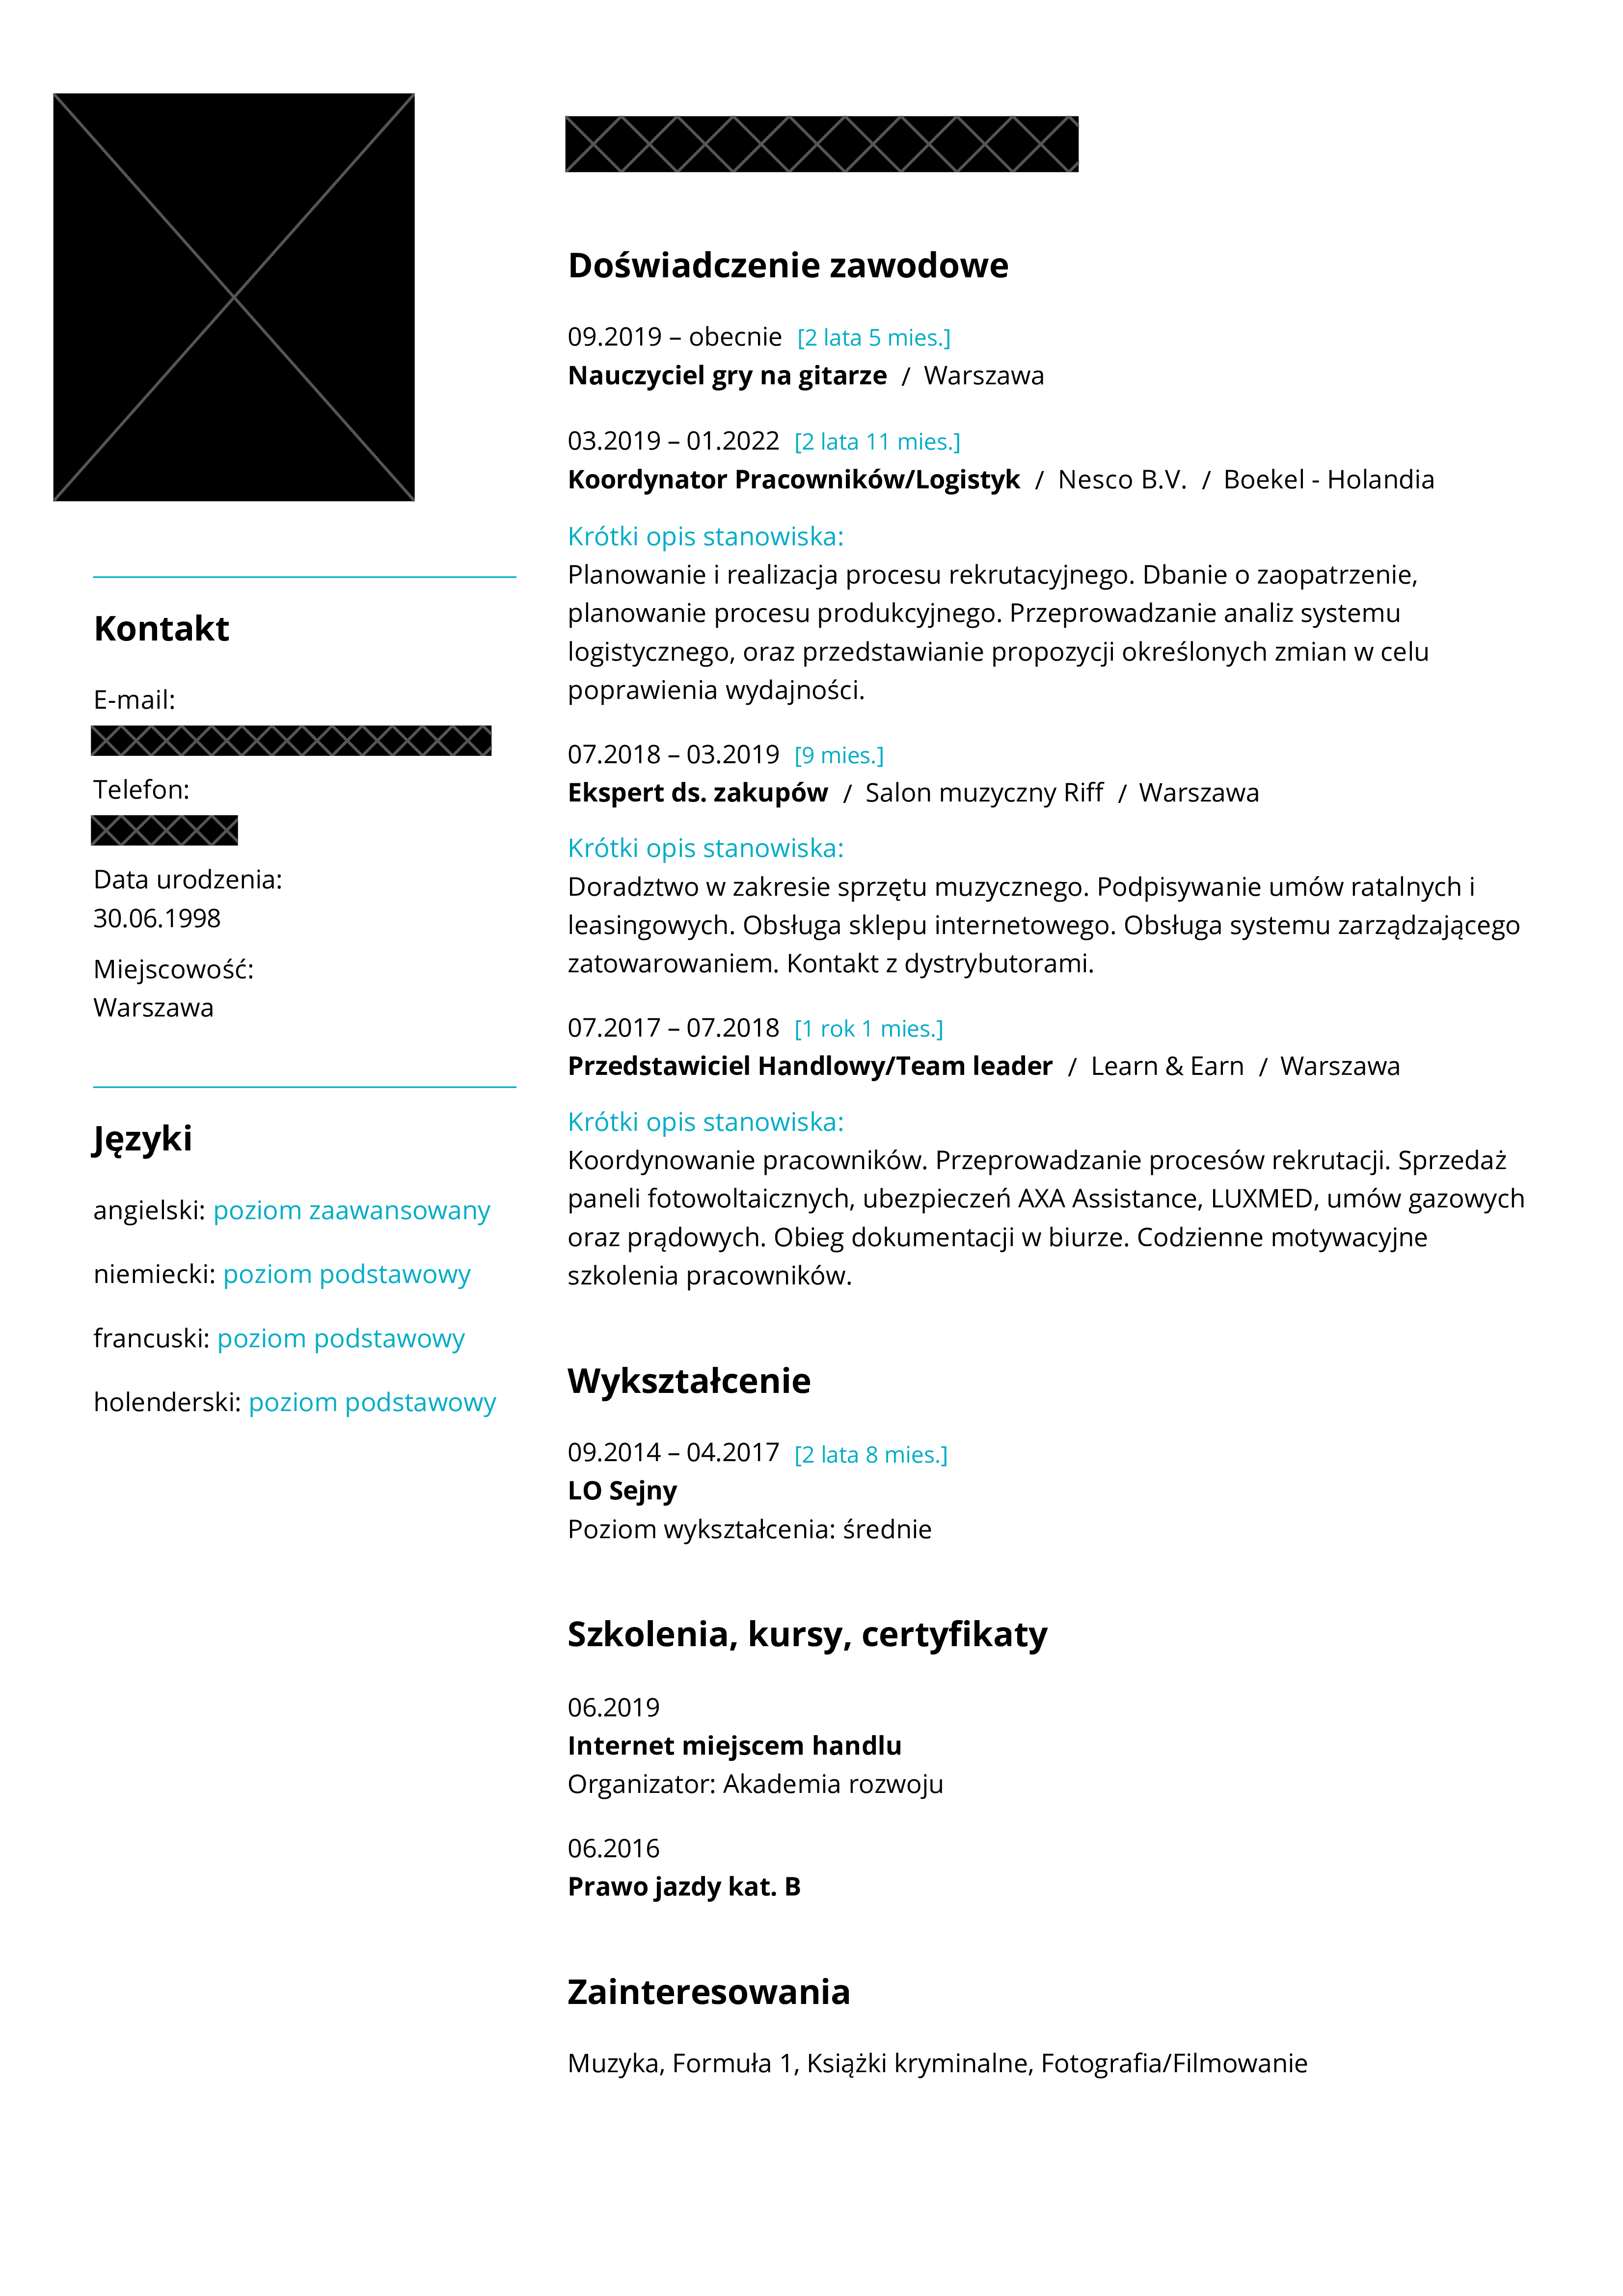 Kontakt
E-mail:
Telefon:
Data urodzenia:
30.06.1998
Miejscowość:
Warszawa
Języki
angielski: poziom zaawansowany
niemiecki: poziom podstawowy
francuski: poziom podstawowy
holenderski: poziom podstawowy
Doświadczenie zawodowe
09.2019 – obecnie [2 lata 5 mies.]
Nauczyciel gry na gitarze / Warszawa
03.2019 – 01.2022 [2 lata 11 mies.]
Koordynator Pracowników/Logistyk / Nesco B.V. / Boekel - Holandia
Krótki opis stanowiska:
Planowanie i realizacja procesu rekrutacyjnego. Dbanie o zaopatrzenie,
planowanie procesu produkcyjnego. Przeprowadzanie analiz systemu
logistycznego, oraz przedstawianie propozycji określonych zmian w celu
poprawienia wydajności.
07.2018 – 03.2019 [9 mies.]
Ekspert ds. zakupów / Salon muzyczny Riff / Warszawa
Krótki opis stanowiska:
Doradztwo w zakresie sprzętu muzycznego. Podpisywanie umów ratalnych i
leasingowych. Obsługa sklepu internetowego. Obsługa systemu zarządzającego
zatowarowaniem. Kontakt z dystrybutorami.
07.2017 – 07.2018 [1 rok 1 mies.]
Przedstawiciel Handlowy/Team leader / Learn & Earn / Warszawa
Krótki opis stanowiska:
Koordynowanie pracowników. Przeprowadzanie procesów rekrutacji. Sprzedaż
paneli fotowoltaicznych, ubezpieczeń AXA Assistance, LUXMED, umów gazowych
oraz prądowych. Obieg dokumentacji w biurze. Codzienne motywacyjne
szkolenia pracowników.
Wykształcenie
09.2014 – 04.2017 [2 lata 8 mies.]
LO Sejny
Poziom wykształcenia: średnie
Szkolenia, kursy, certyfikaty
06.2019
Internet miejscem handlu
Organizator: Akademia rozwoju
06.2016
Prawo jazdy kat. B
Zainteresowania
Muzyka, Formuła 1, Książki kryminalne, Fotografia/Filmowanie